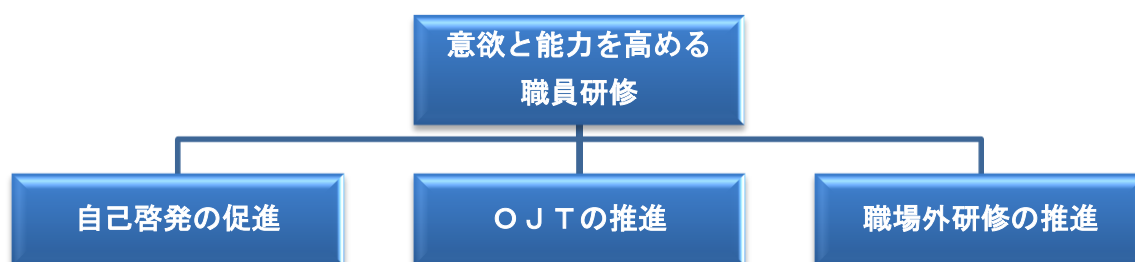 意欲と能力を高める
職員研修
自己啓発の促進
ＯＪＴの推進
職場外研修の推進